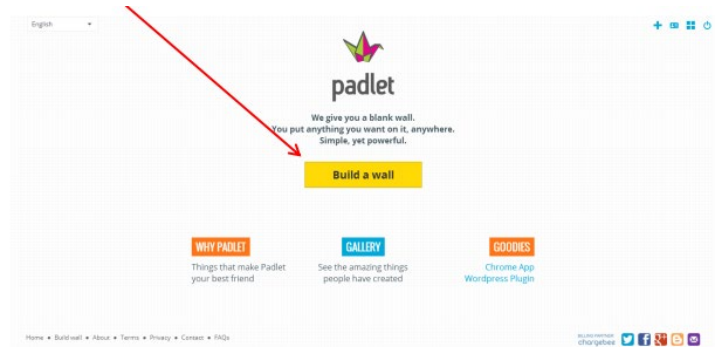 English
padlet
We give you a blank wall.
You put anything you want on it, anywhere.
Simple, yet powerful.
Build a wall
WHY PADLET
Things that make Padlet
your best friend
GALLERY
See the amazing things
people have created
GOODIES
Chrome App
Wordpress Plugin
Home • Build wall • About • Terms • Privacy • Contact • FAQs
BILLING PARTNER
chargebee